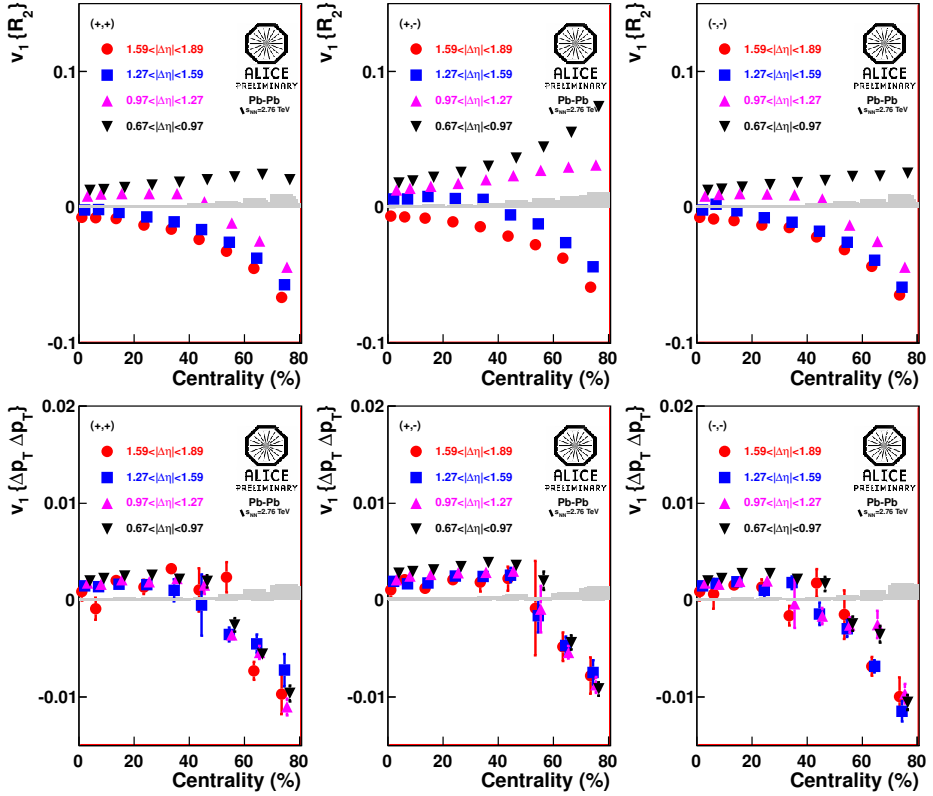 v₁ {R₂}
(+,+)
1.59<|Δη|<1.89
1.27<|Δη|<1.59
0.97<|Δη|<1.27
0.67<|Δη|<0.97
ALICE
PRELIMINARY
Pb-Pb
√sNN=2.76 TeV
0.1
0
-0.1
0 20 40 60 80
Centrality (%)
v₁ {R₂}
(+,-)
1.59<|Δη|<1.89
1.27<|Δη|<1.59
0.97<|Δη|<1.27
0.67<|Δη|<0.97
ALICE
PRELIMINARY
Pb-Pb
√sNN=2.76 TeV
0.1
0
-0.1
0 20 40 60 80
Centrality (%)
v₁ {R₂}
(-,-)
1.59<|Δη|<1.89
1.27<|Δη|<1.59
0.97<|Δη|<1.27
0.67<|Δη|<0.97
ALICE
PRELIMINARY
Pb-Pb
√sNN=2.76 TeV
0.1
0
-0.1
0 20 40 60 80
Centrality (%)
v₁ {Δp_T Δp_T}
(+,+)
1.59<|Δη|<1.89
1.27<|Δη|<1.59
0.97<|Δη|<1.27
0.67<|Δη|<0.97
ALICE
PRELIMINARY
Pb-Pb
√sNN=2.76 TeV
0.02
0.01
0
-0.01
0 20 40 60 80
Centrality (%)
v₁ {Δp_T Δp_T}
(+,-)
1.59<|Δη|<1.89
1.27<|Δη|<1.59
0.97<|Δη|<1.27
0.67<|Δη|<0.97
ALICE
PRELIMINARY
Pb-Pb
√sNN=2.76 TeV
0.02
0.01
0
-0.01
0 20 40 60 80
Centrality (%)
v₁ {Δp_T Δp_T}
(-,-)
1.59<|Δη|<1.89
1.27<|Δη|<1.59
0.97<|Δη|<1.27
0.67<|Δη|<0.97
ALICE
PRELIMINARY
Pb-Pb
√sNN=2.76 TeV
0.02
0.01
0
-0.01
0 20 40 60 80
Centrality (%)